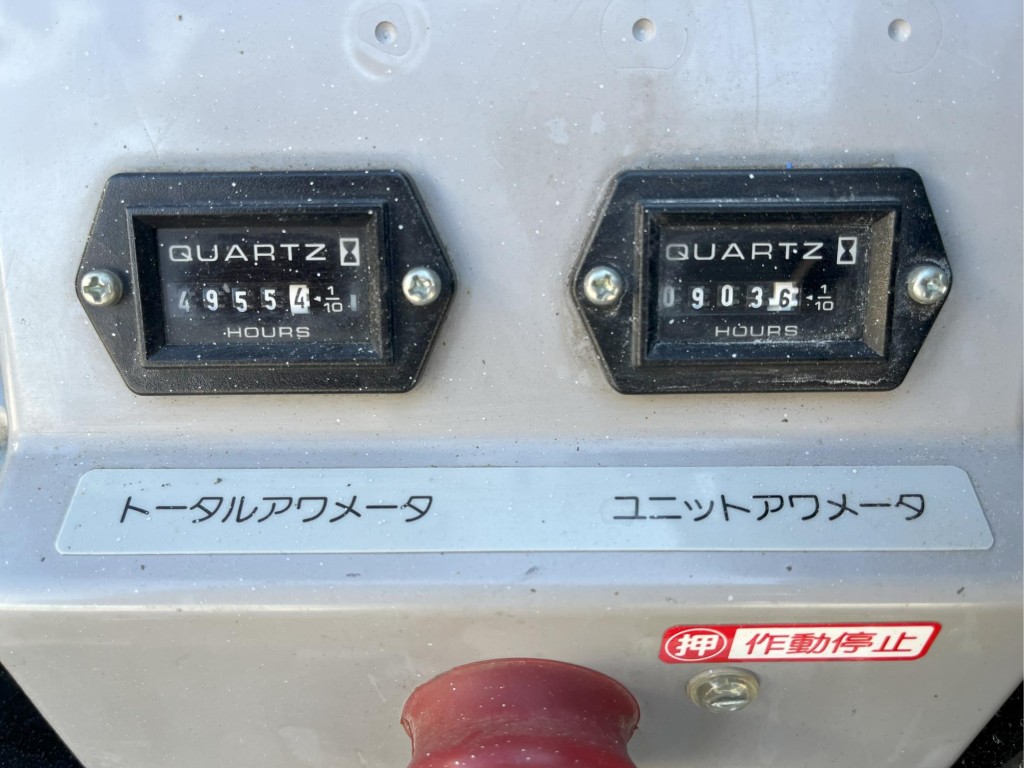 QUARTZ
49554 1/10
HOURS
QUARTZ
09036 1/10
HOURS
トータルアワメータ
ユニットアワメータ
押 作動停止